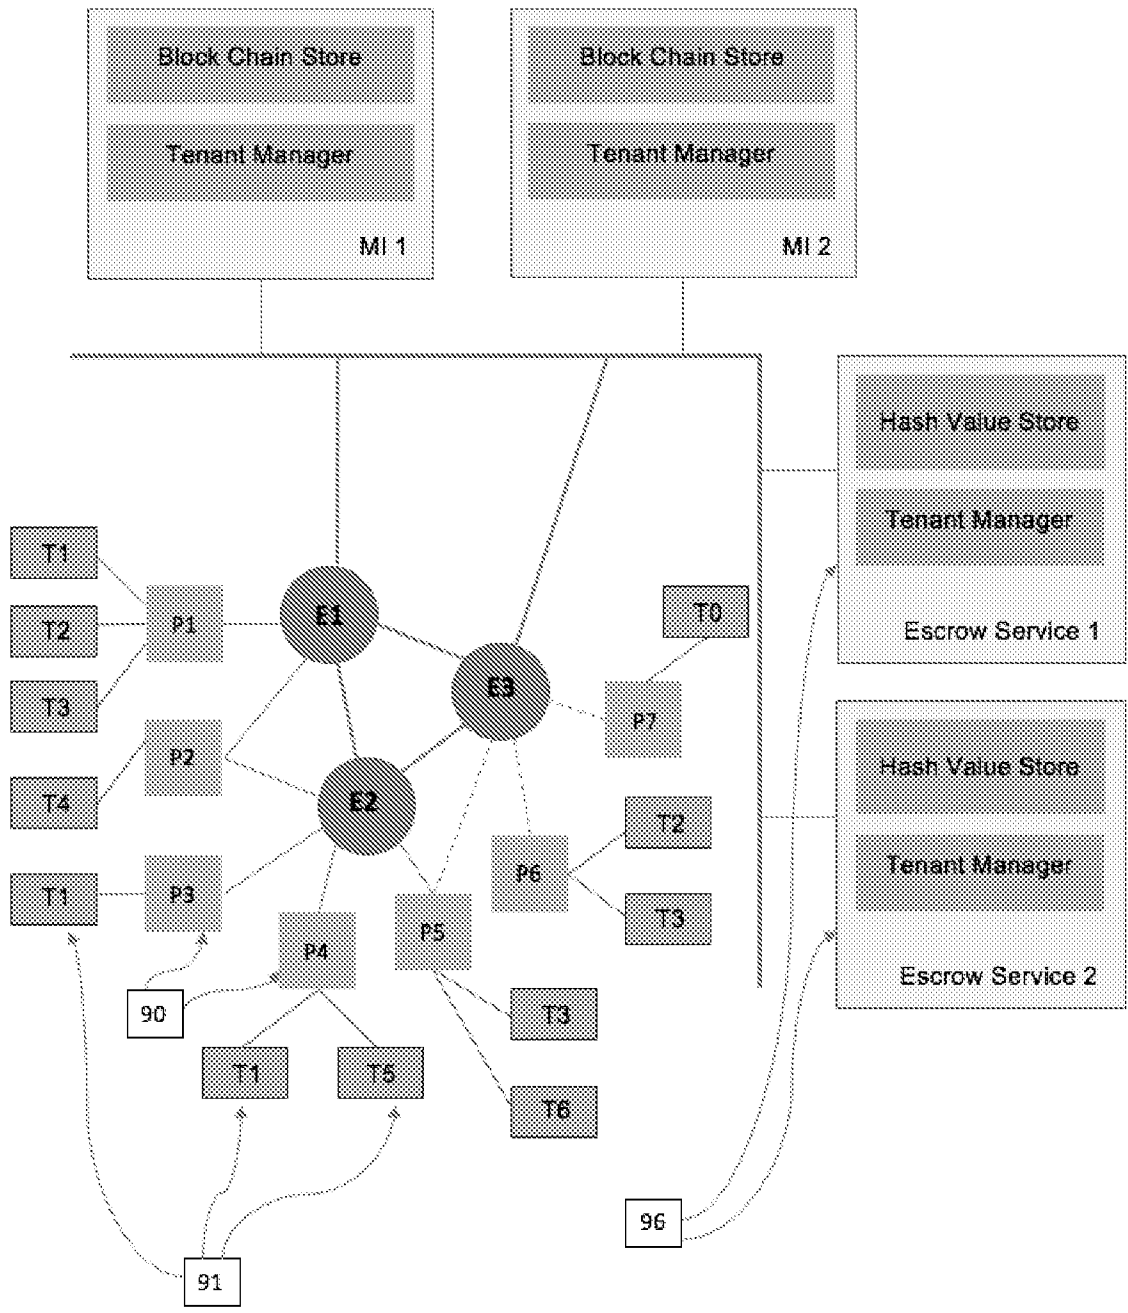 Block Chain Store
Tenant Manager
MI 1
Block Chain Store
Tenant Manager
MI 2
Hash Value Store
Tenant Manager
Escrow Service 1
Hash Value Store
Tenant Manager
Escrow Service 2
T1
T2
T3
T4
T1
P1
P2
P3
E1
E3
E2
T0
P7
P6
T2
T3
P4
P5
90
T3
T1
T5
T6
96
91